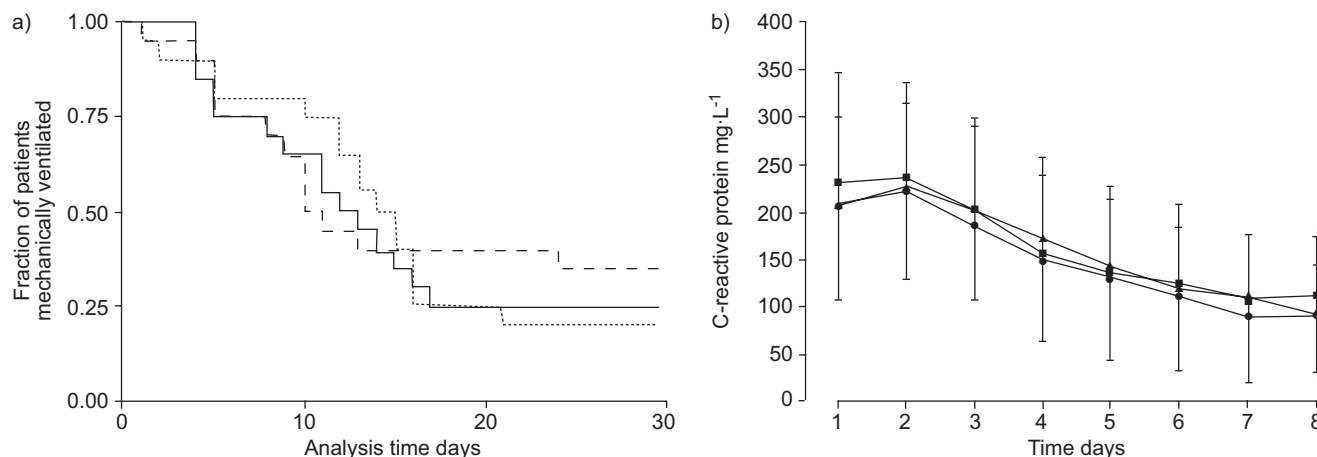 a)
Fraction of patients
mechanically ventilated
1.00
0.75
0.50
0.25
0.00
0 10 20 30
Analysis time days
b)
C-reactive protein mg·L⁻¹
400
350
300
250
200
150
100
50
0
1 2 3 4 5 6 7 8
Time days